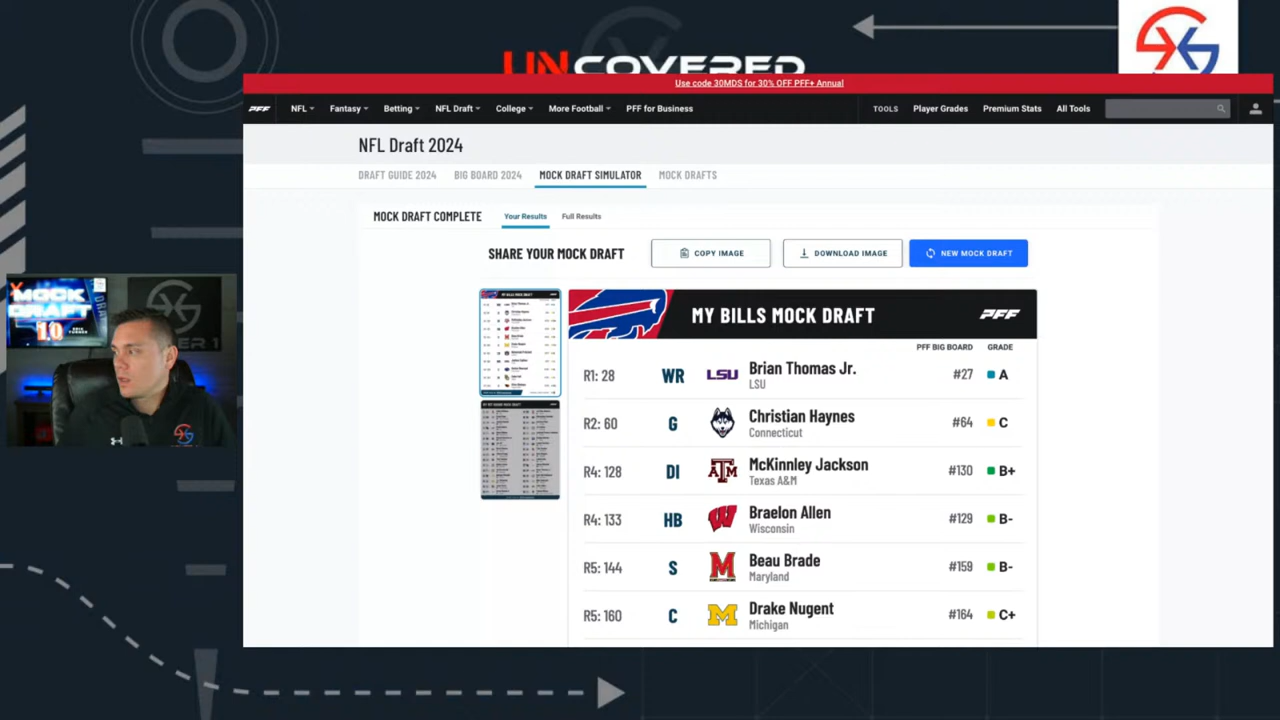 UNCOVERED
Use code 30MDS for 30% OFF PFF+ Annual
PFF NFL Fantasy Betting NFL Draft College More Football PFF for Business TOOLS Player Grades Premium Stats All Tools
NFL Draft 2024
DRAFT GUIDE 2024 BIG BOARD 2024 MOCK DRAFT SIMULATOR MOCK DRAFTS
MOCK DRAFT COMPLETE Your Results Full Results
SHARE YOUR MOCK DRAFT COPY IMAGE DOWNLOAD IMAGE NEW MOCK DRAFT
MY BILLS MOCK DRAFT PFF
PFF BIG BOARD GRADE
R1: 28 WR LSU Brian Thomas Jr. #27 A
LSU
R2: 60 G Christian Haynes #64 C
Connecticut
R4: 128 DI ATM McKinnley Jackson #130 B+
Texas A&M
R4: 133 HB W Braelon Allen #129 B-
Wisconsin
R5: 144 S M Beau Brade #159 B-
Maryland
R5: 160 C M Drake Nugent #164 C+
Michigan
MOCK
DRAFT
1.0